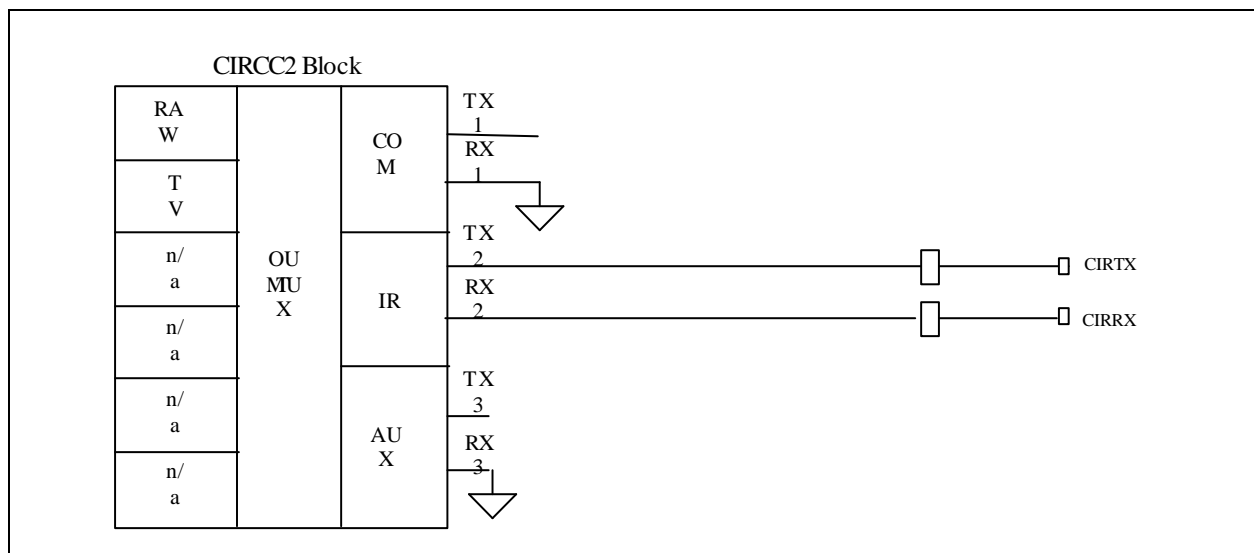 CIRCC2 Block
RA
W
T
V
n/
a
n/
a
n/
a
n/
a
OU
MTU
X
CO
M
IR
AU
X
TX
1
RX
1
TX
2
RX
2
TX
3
RX
3
CIRTX
CIRRX